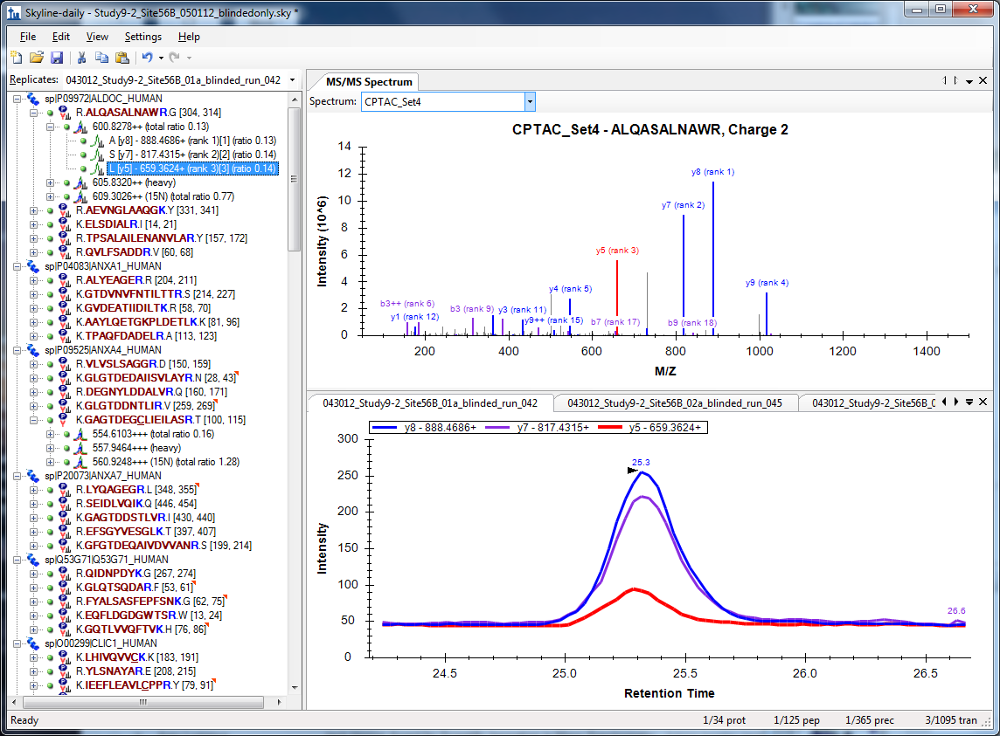 Skyline-daily - Study9-2_Site56B_050112_blindedonly.sky *
File Edit View Settings Help
Replicates: 043012_Study9-2_Site56B_01a_blinded_run_042
sp|P09972|ALDOC_HUMAN
R.ALQASALNAWR.G [304, 314]
600.8278++ (total ratio 0.13)
A [y8] - 888.4686+ (rank 1)[1] (ratio 0.13)
S [y7] - 817.4315+ (rank 2)[2] (ratio 0.14)
L [y5] - 659.3624+ (rank 3)[3] (ratio 0.14)
605.8320++ (heavy)
609.3026++ (15N) (total ratio 0.77)
R.AEVNGLAAQGK.Y [331, 341]
K.ELSDIALR.I [14, 21]
R.TPSALAILENANVLAR.Y [157, 172]
R.QVLFSADDR.V [60, 68]
sp|P04083|ANXA1_HUMAN
R.ALYEAGER.R [204, 211]
K.GTDVNVFNTILTTR.S [214, 227]
K.GVDEATIIDILTK.R [58, 70]
K.AAYLQETGKPLDETLK.K [81, 96]
K.TPAQFDADELR.A [113, 123]
sp|P09525|ANXA4_HUMAN
R.VLVSLSAGGR.D [150, 159]
K.GLGTDEDAIISVLAYR.N [28, 43]
R.DEGNYLDDALVR.Q [160, 171]
K.GLGTDDNTLIR.V [259, 269]
K.GAGTDEGCLIEILASR.T [100, 115]
554.6103+++ (total ratio 0.16)
557.9464+++ (heavy)
560.9248+++ (15N) (total ratio 1.28)
sp|P20073|ANXA7_HUMAN
R.LYQAGEGR.L [348, 355]
R.SEIDLVQIK.Q [446, 454]
K.GAGTDDSTLVR.I [430, 440]
R.EFSGYVESGLK.T [397, 407]
K.GFGTDEQAIVDVVANR.S [199, 214]
sp|Q53G71|Q53G71_HUMAN
R.QIDNPDYK.G [267, 274]
K.GLQTSQDAR.F [53, 61]
R.FYALSASFEPFSNK.G [62, 75]
K.EQFLDGDGWTSR.W [13, 24]
K.GQTLVVQFTVK.H [76, 86]
sp|O00299|CLIC1_HUMAN
K.LHIVQVVCK.K [183, 191]
R.YLSNAYAR.E [208, 215]
K.IEEFLEAVLCPPR.Y [79, 91]
MS/MS Spectrum
Spectrum: CPTAC_Set4
CPTAC_Set4 - ALQASALNAWR, Charge 2
Intensity (10^6)
14
12
10
8
6
4
2
0
y8 (rank 1)
y7 (rank 2)
y5 (rank 3)
y4 (rank 5)
y9 (rank 4)
b3++ (rank 6)
b3 (rank 9)
y3 (rank 11)
y1 (rank 12)
y9++ (rank 15)
b7 (rank 17)
b9 (rank 18)
200 400 600 800 1000 1200 1400
M/Z
043012_Study9-2_Site56B_01a_blinded_run_042
043012_Study9-2_Site56B_02a_blinded_run_045
043012_Study9-2_Site56B_0
y8 - 888.4686+ y7 - 817.4315+ y5 - 659.3624+
Intensity
300
250
200
150
100
50
0
25.3
26.6
24.5 25.0 25.5 26.0 26.5
Retention Time
Ready 1/34 prot 1/125 pep 1/365 prec 3/1095 tran